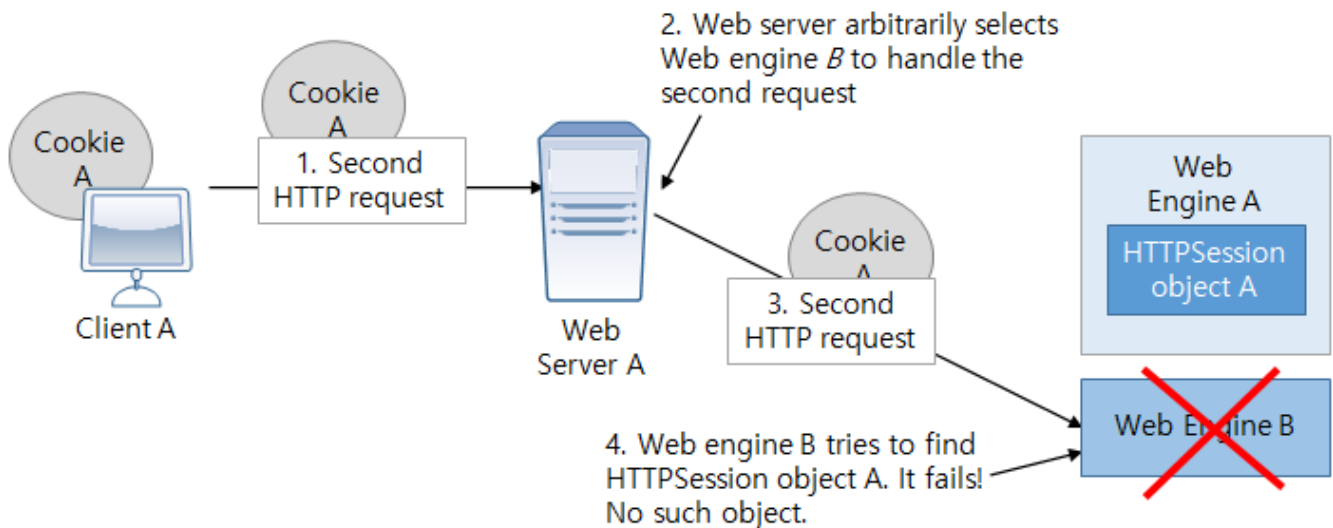 2. Web server arbitrarily selects
Web engine B to handle the
second request
Cookie
A
Cookie
A
1. Second
HTTP request
Client A
Web
Server A
Cookie
A
3. Second
HTTP request
Web
Engine A
HTTPSession
object A
Web Engine B
4. Web engine B tries to find
HTTPSession object A. It fails!
No such object.